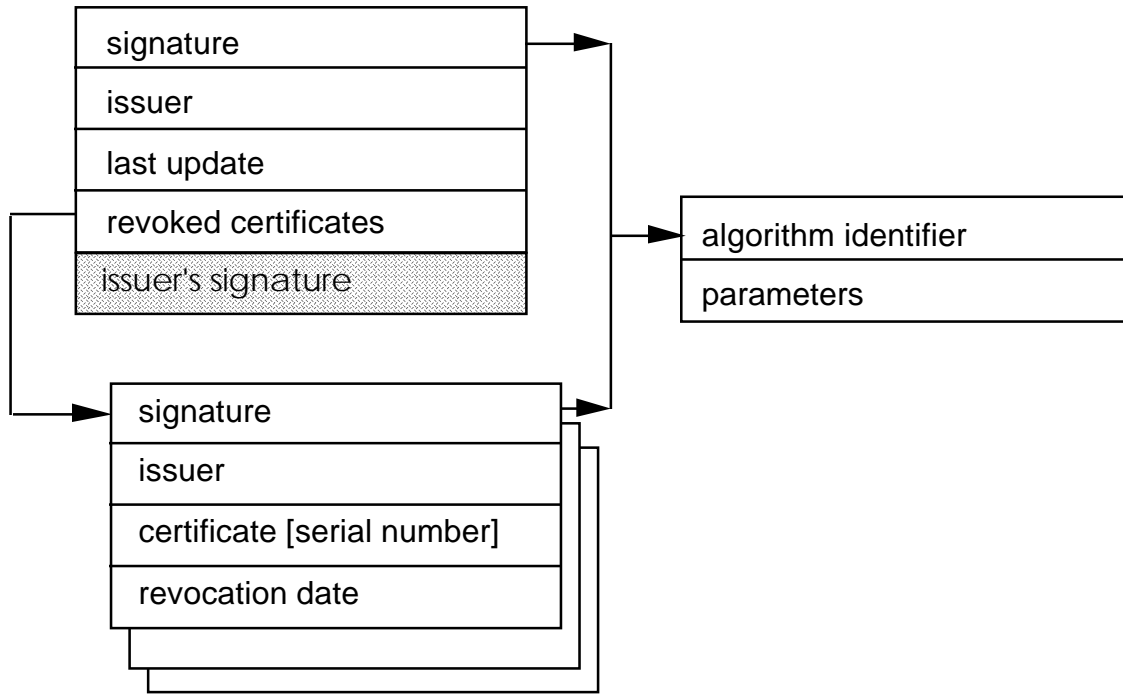 signature
issuer
last update
revoked certificates
issuer's signature
algorithm identifier
parameters
signature
issuer
certificate [serial number]
revocation date